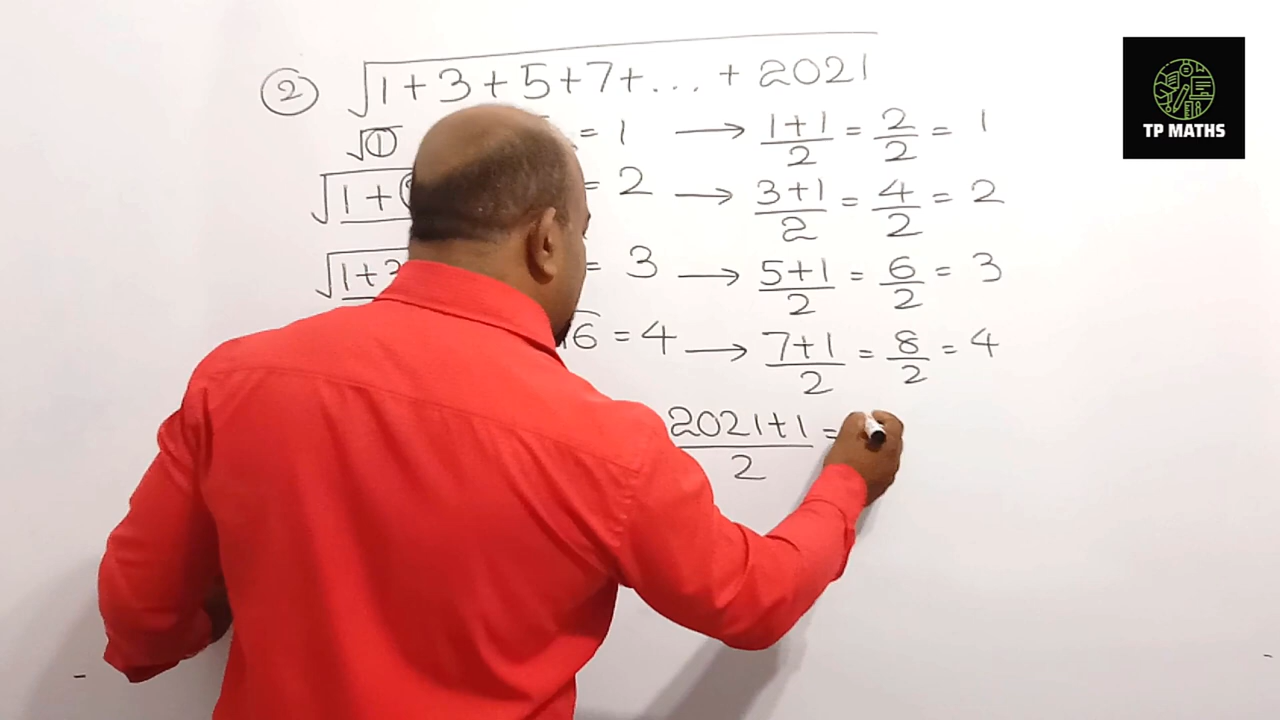 ② √1+3+5+7+... + 2021
√① = 1 → 1+1/2 = 2/2 = 1
√1+ = 2 → 3+1/2 = 4/2 = 2
√1+3 = 3 → 5+1/2 = 6/2 = 3
6 = 4 → 7+1/2 = 8/2 = 4
2021+1/2 =
TP MATHS